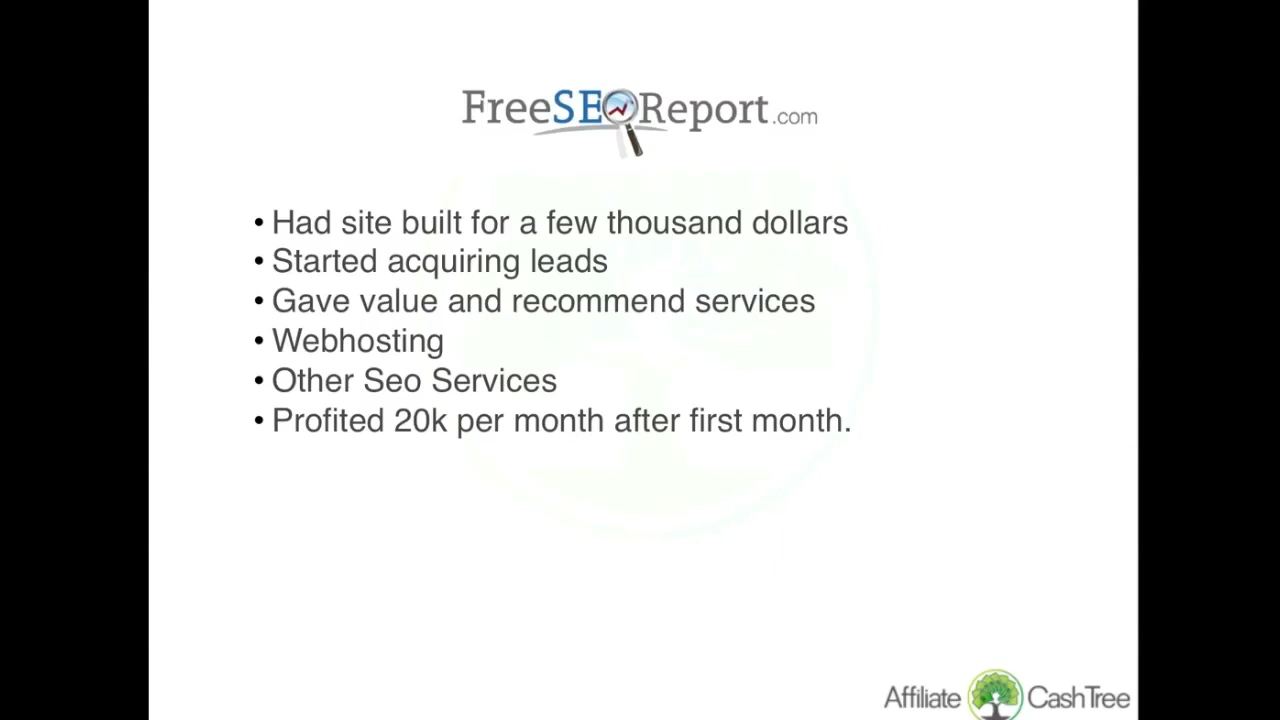 FreeSEOReport.com
• Had site built for a few thousand dollars
• Started acquiring leads
• Gave value and recommend services
• Webhosting
• Other Seo Services
• Profited 20k per month after first month.
Affiliate CashTree